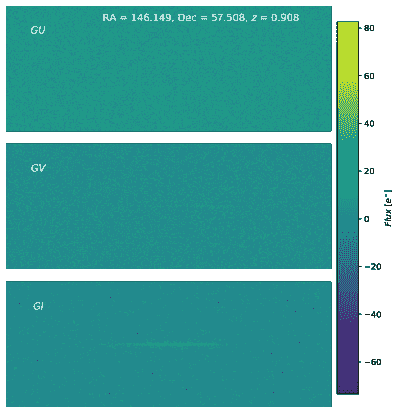 RA = 146.149, Dec = 57.508, z = 0.908
GU
GV
GI
80
60
40
20
0
−20
−40
−60
Flux [e⁻]